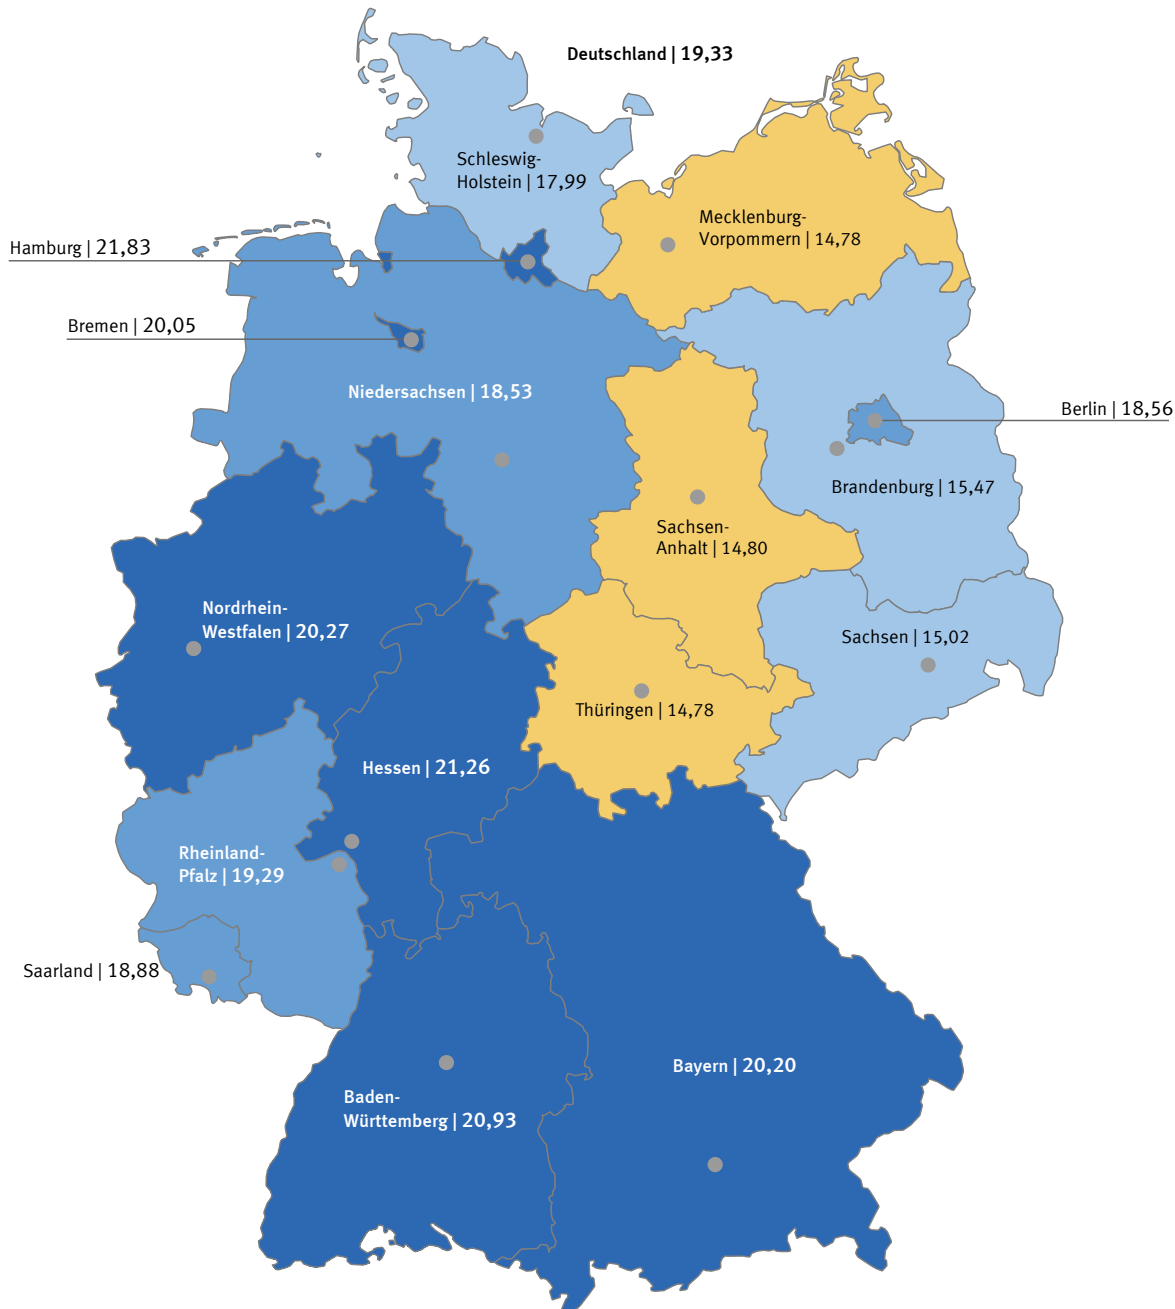 Deutschland | 19,33
Schleswig-
Holstein | 17,99
Mecklenburg-
Vorpommern | 14,78
Hamburg | 21,83
Bremen | 20,05
Niedersachsen | 18,53
Berlin | 18,56
Brandenburg | 15,47
Sachsen-
Anhalt | 14,80
Nordrhein-
Westfalen | 20,27
Sachsen | 15,02
Thüringen | 14,78
Hessen | 21,26
Rheinland-
Pfalz | 19,29
Saarland | 18,88
Bayern | 20,20
Baden-
Württemberg | 20,93